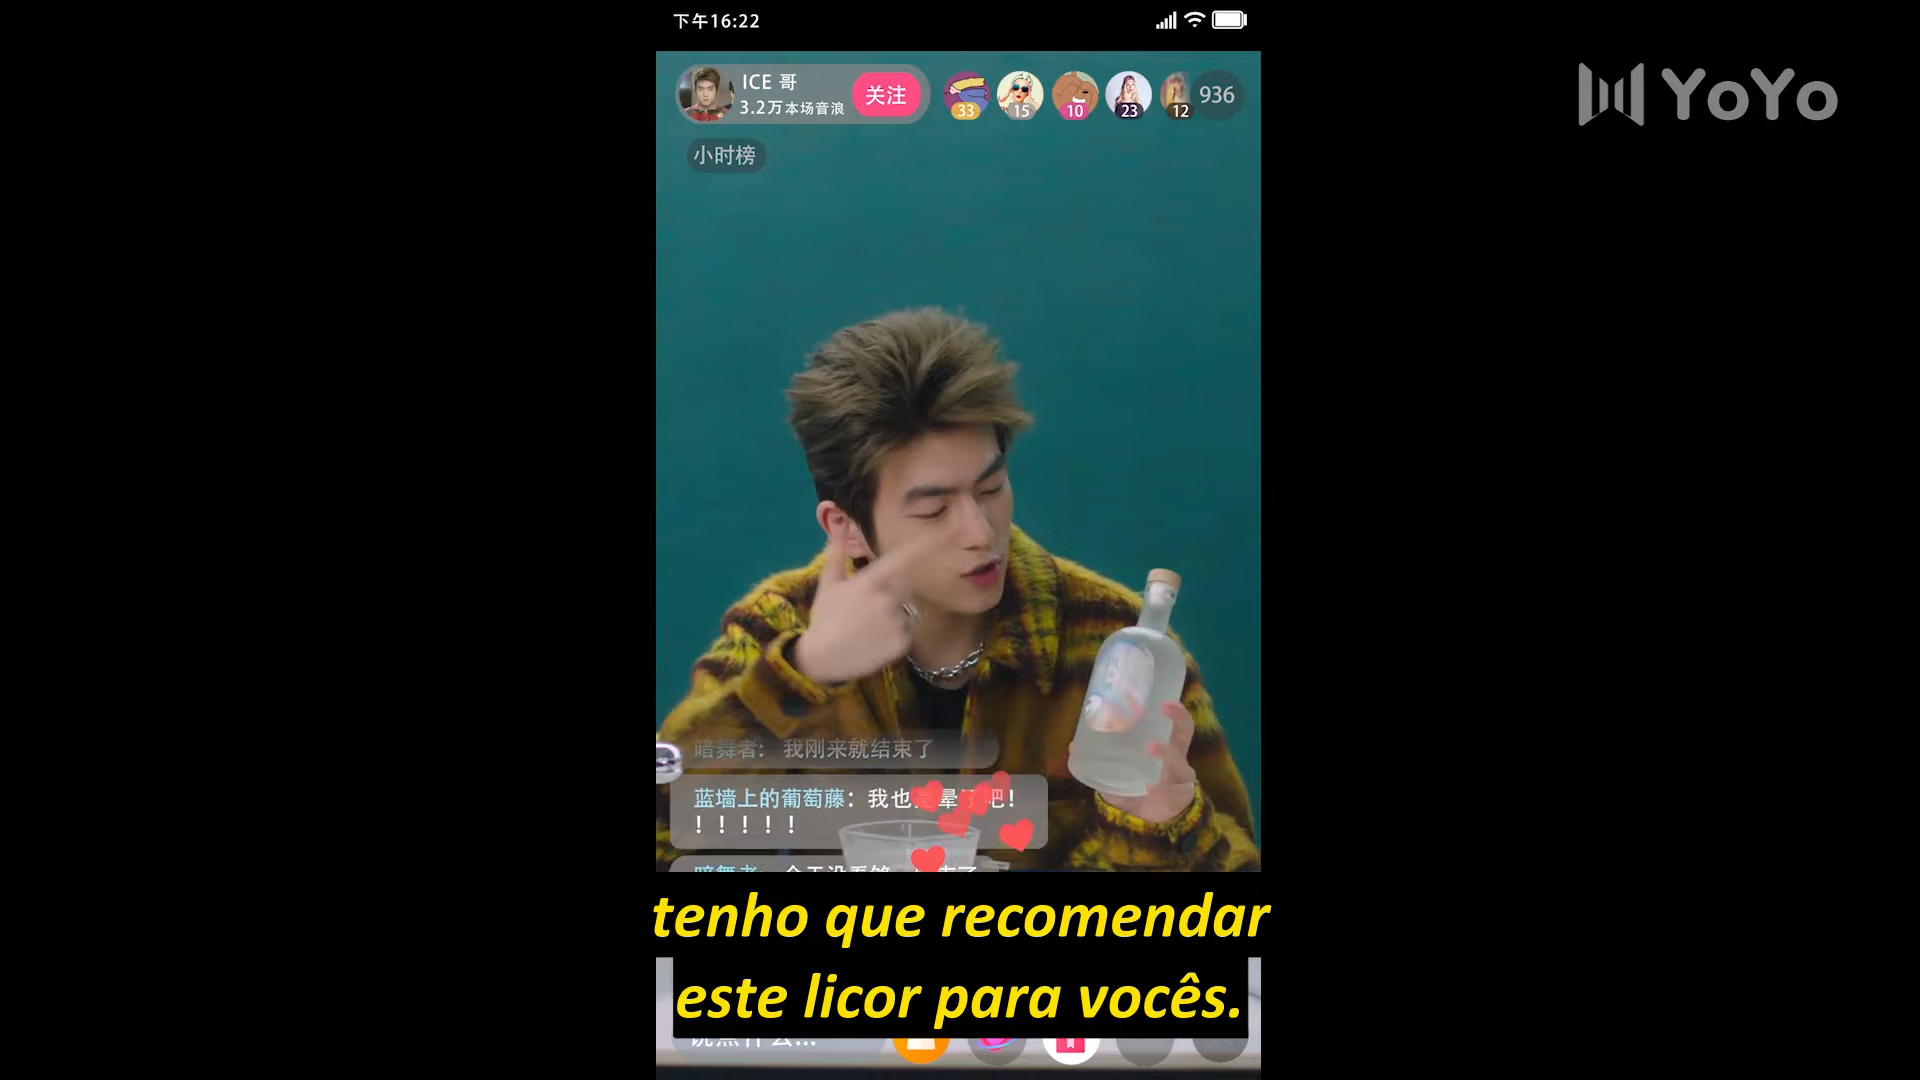 下午16:22
YoYo
ICE 哥
关注
3.2万本场音浪
33
15
10
23
12
936
小时榜
暗舞者: 我刚来就结束了
蓝墙上的葡萄藤: 我也 晕 吧!
! ! ! ! !
tenho que recomendar
este licor para vocês.